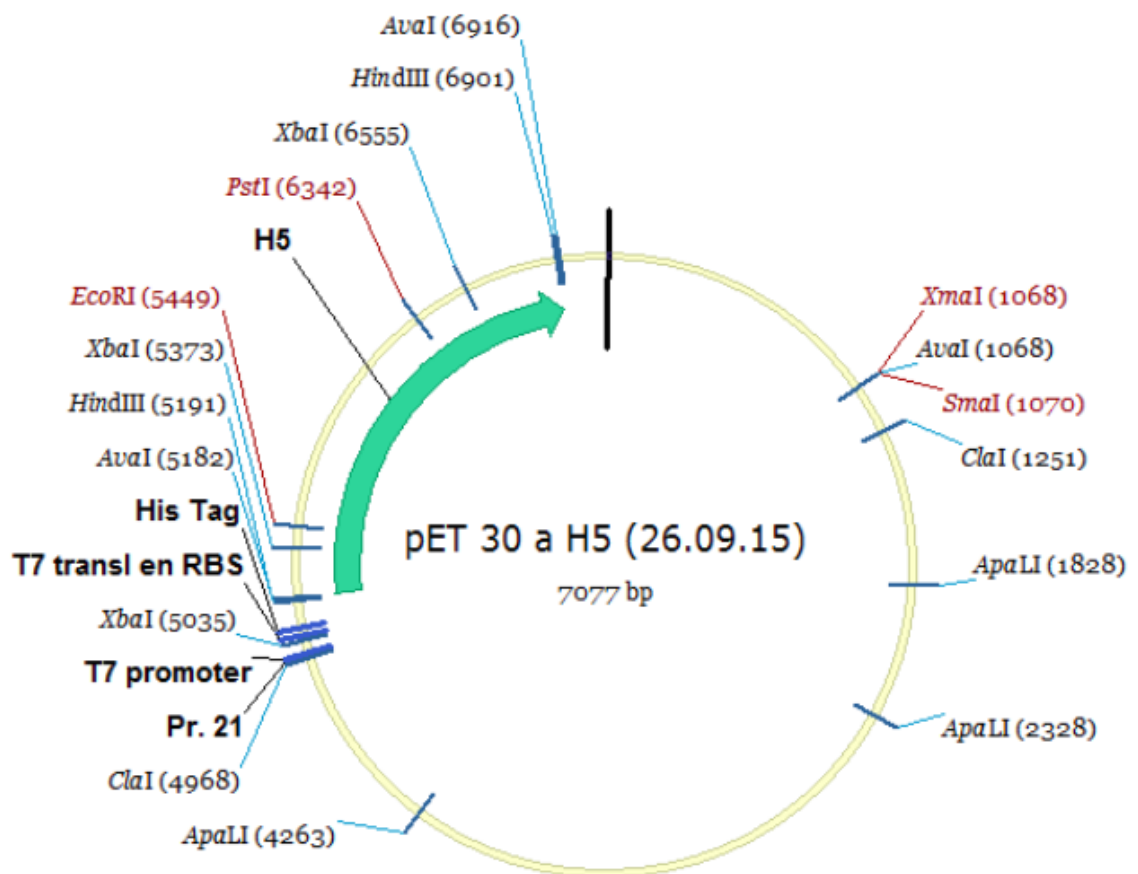 AvaI (6916)
HindIII (6901)
XbaI (6555)
PstI (6342)
H5
EcoRI (5449)
XbaI (5373)
HindIII (5191)
AvaI (5182)
His Tag
T7 transl en RBS
XbaI (5035)
T7 promoter
Pr. 21
ClaI (4968)
ApaLI (4263)
pET 30 a H5 (26.09.15)
7077 bp
XmaI (1068)
AvaI (1068)
SmaI (1070)
ClaI (1251)
ApaLI (1828)
ApaLI (2328)